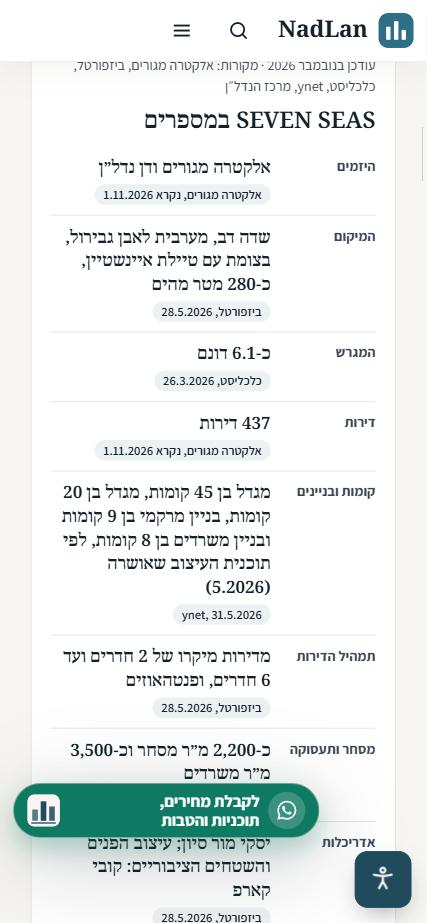 NadLan
עודכן בנובמבר 2026 · מקורות: אלקטרה מגורים, ביזפורטל,
כלכליסט, ynet, מרכז הנדל״ן
SEVEN SEAS במספרים
היזמים
אלקטרה מגורים ודן נדל״ן
אלקטרה מגורים, נקרא 1.11.2026
המיקום
שדה דב, מערבית לאבן גבירול,
בצומת עם טיילת איינשטיין,
כ-280 מטר מהים
ביזפורטל, 28.5.2026
המגרש
כ-6.1 דונם
כלכליסט, 26.3.2026
דירות
437 דירות
אלקטרה מגורים, נקרא 1.11.2026
קומות ובניינים
מגדל בן 45 קומות, מגדל בן 20
קומות, בניין מרקמי בן 9 קומות
ובניין משרדים בן 8 קומות, לפי
תוכנית העיצוב שאושרה
(5.2026)
ynet, 31.5.2026
תמהיל הדירות
מדירות מיקרו של 2 חדרים ועד
6 חדרים, ופנטהאוזים
ביזפורטל, 28.5.2026
מסחר ותעסוקה
כ-2,200 מ״ר מסחר וכ-3,500
מ״ר משרדים
לקבלת מחירים,
תוכניות והטבות
אדריכלות
יסקי מור סיון; עיצוב הפנים
והשטחים הציבוריים: קובי
קארפ
ביזפורטל, 28.5.2026